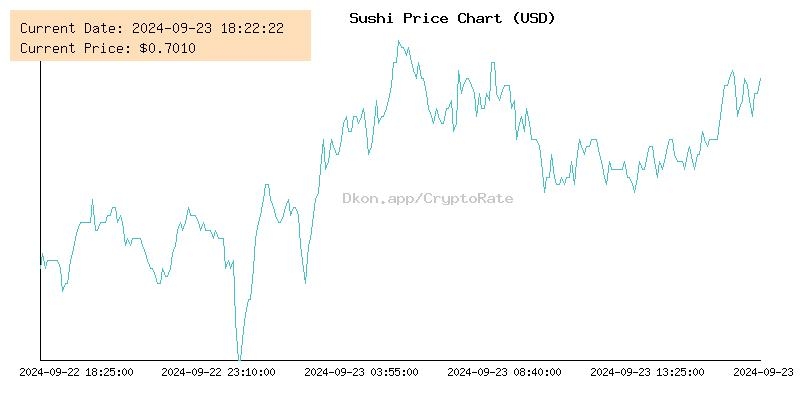 Sushi Price Chart (USD)
Current Date: 2024-09-23 18:22:22
Current Price: $0.7010
Dkon.app/CryptoRate
2024-09-22 18:25:00 2024-09-22 23:10:00 2024-09-23 03:55:00 2024-09-23 08:40:00 2024-09-23 13:25:00 2024-09-23